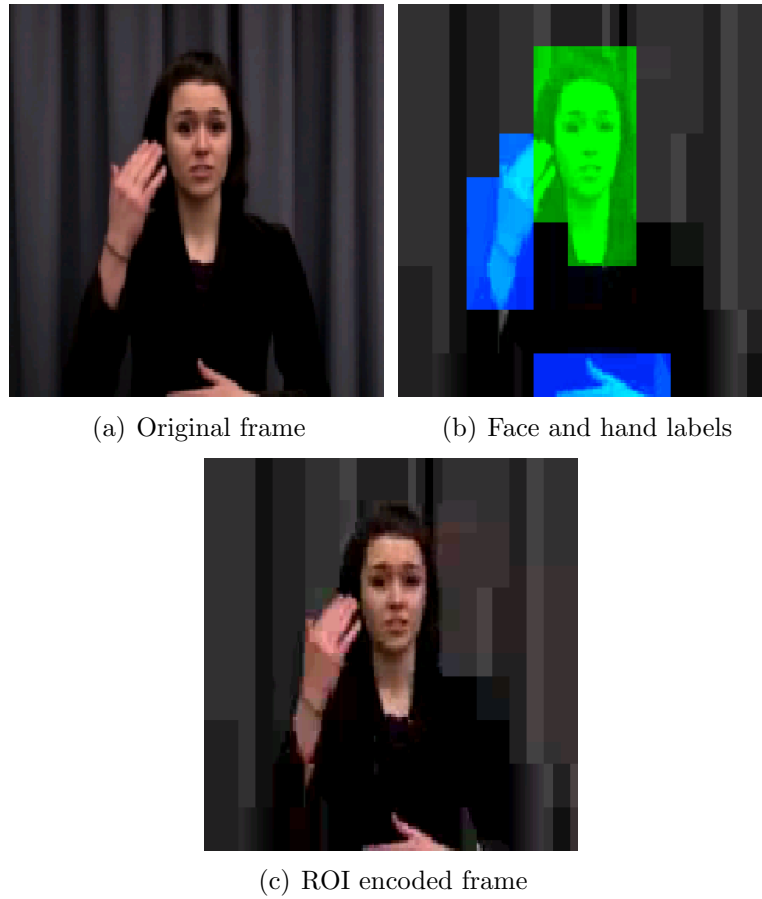 (a) Original frame
(b) Face and hand labels
(c) ROI encoded frame